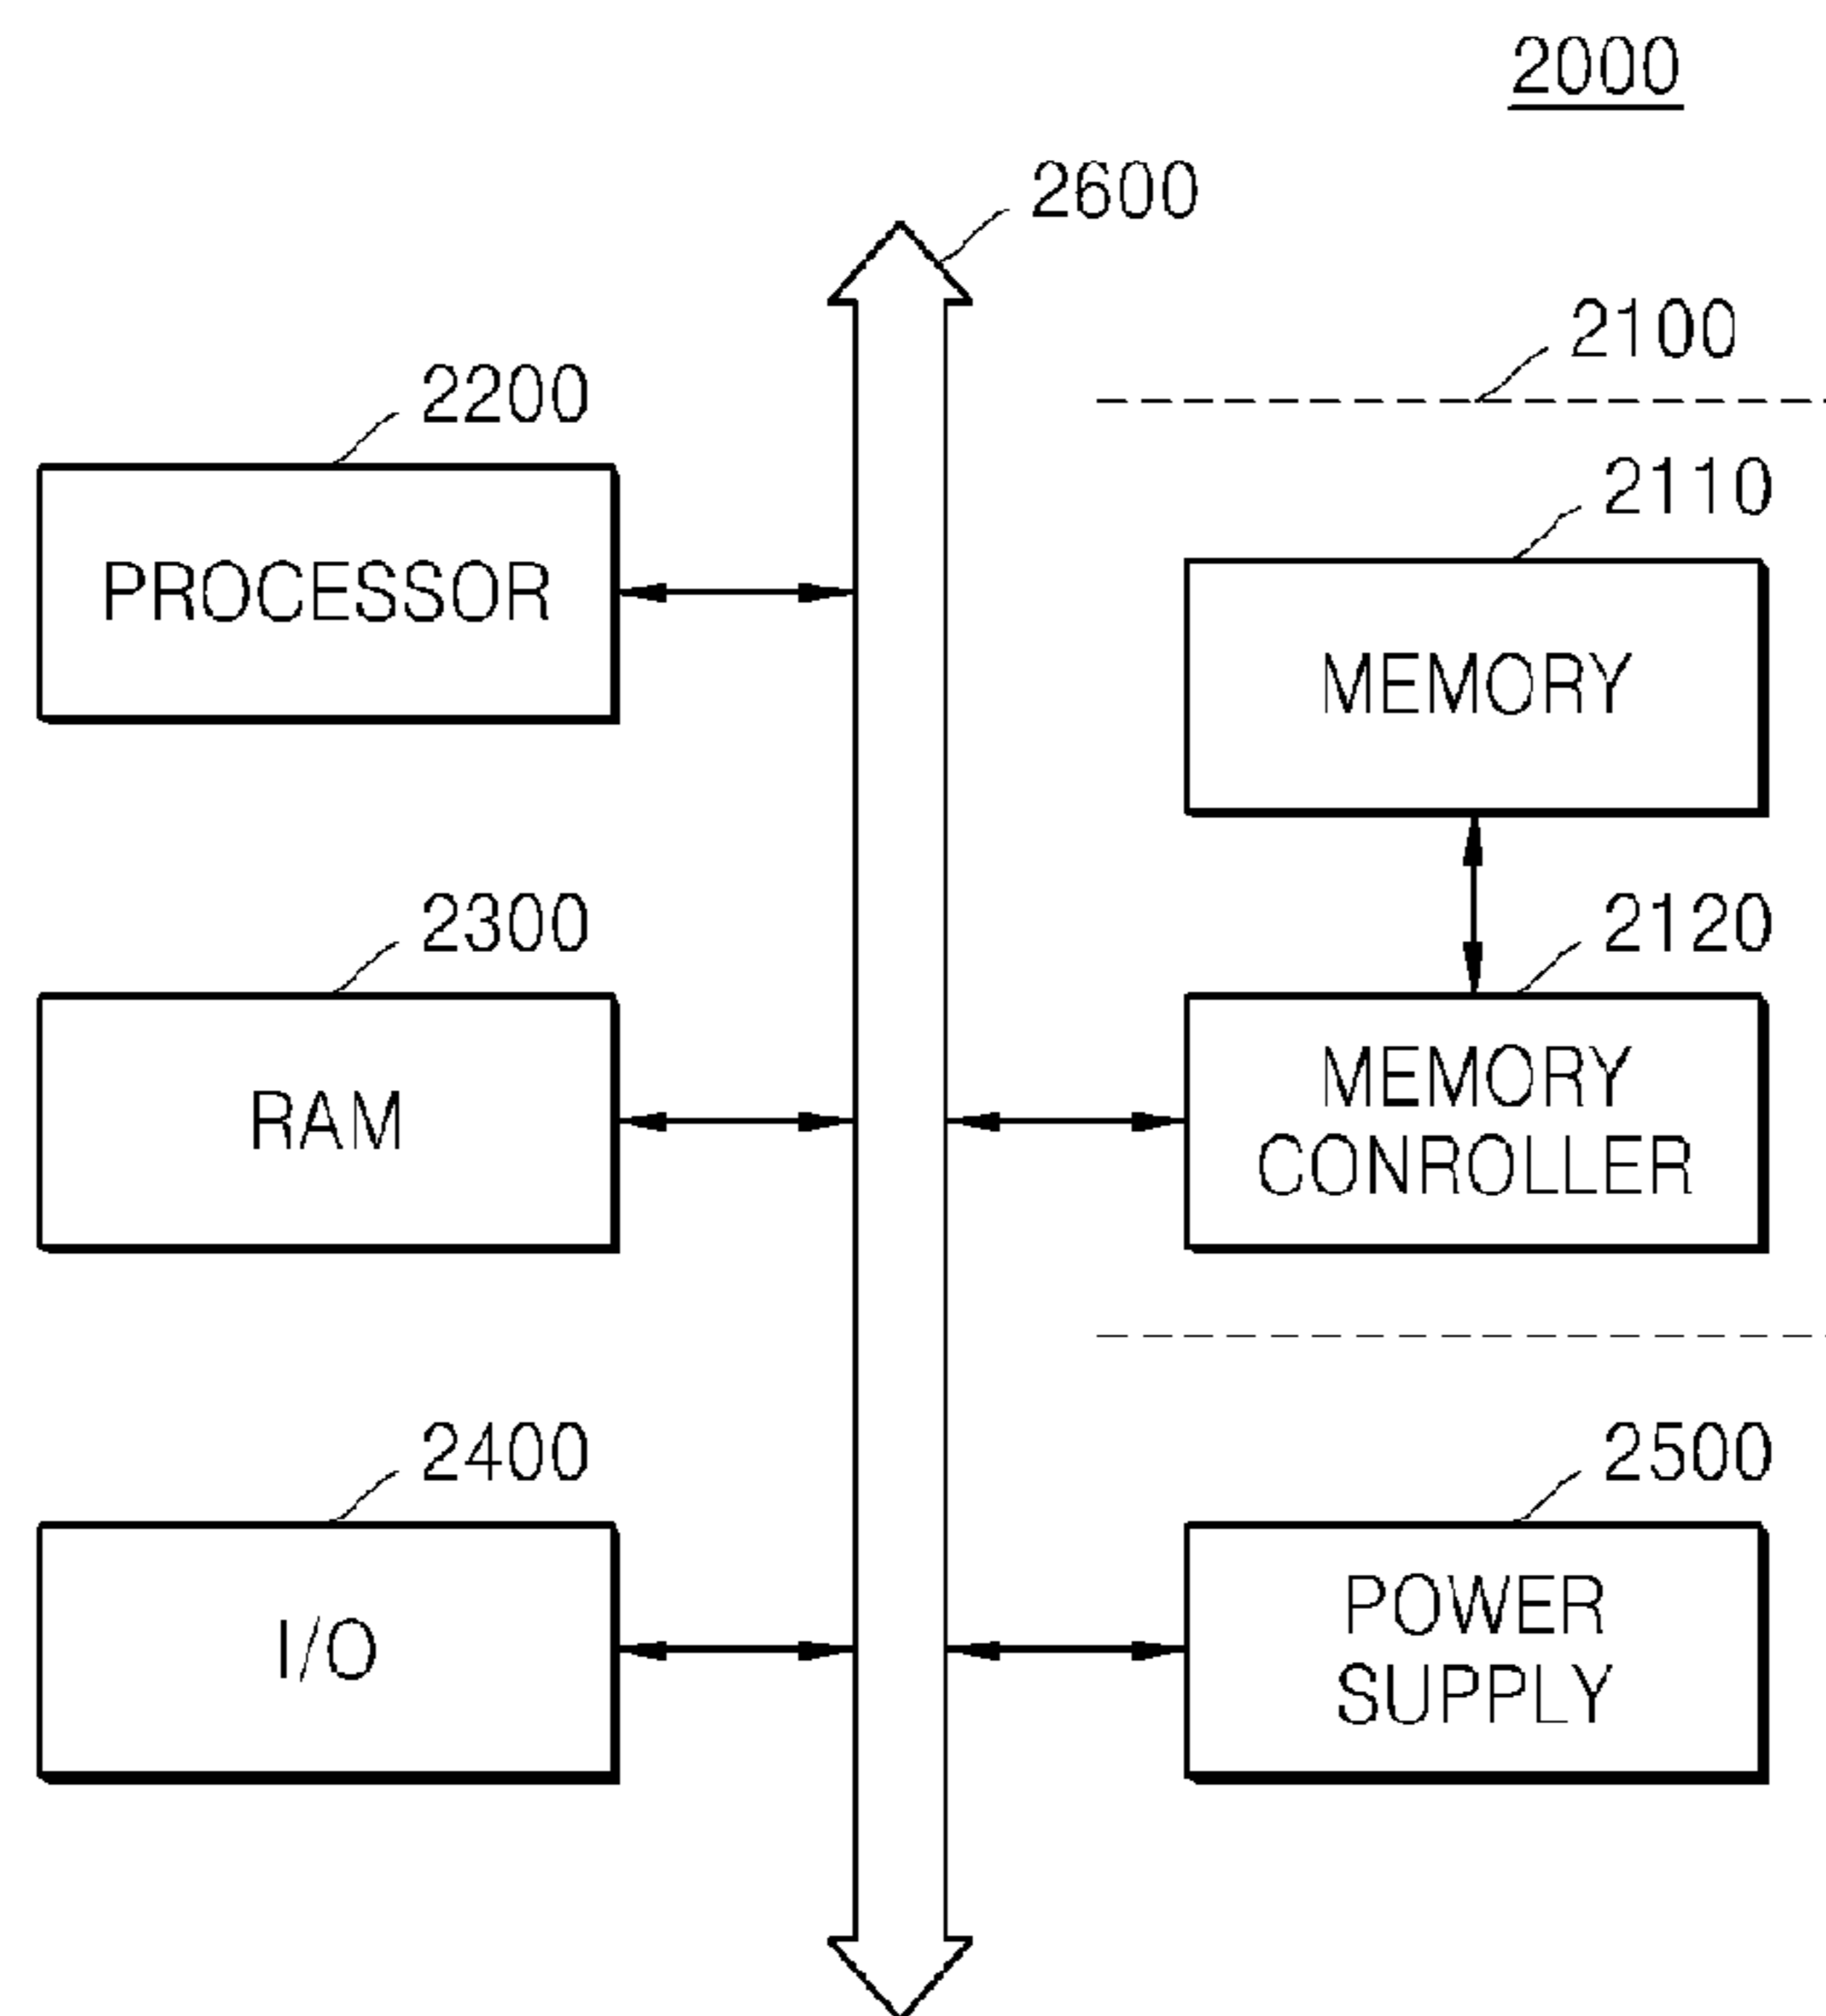 2000
2600
2100
2200
2110
PROCESSOR
MEMORY
2300
2120
RAM
MEMORY
CONROLLER
2400
2500
I/O
POWER
SUPPLY